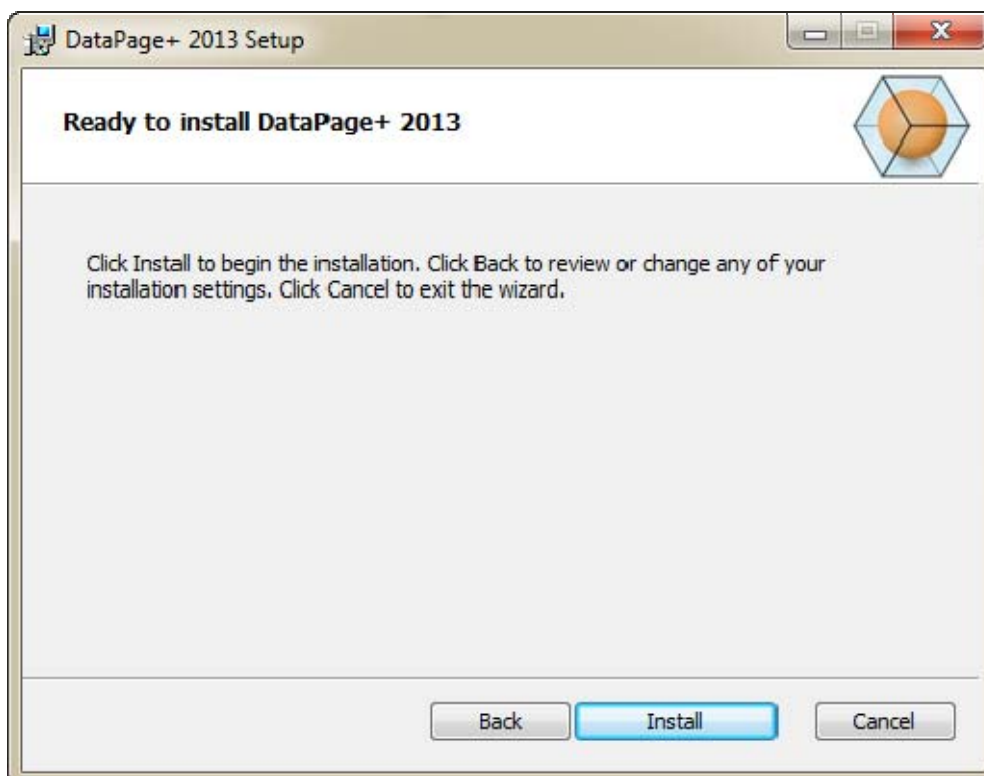 DataPage+ 2013 Setup
Ready to install DataPage+ 2013
Click Install to begin the installation. Click Back to review or change any of your
installation settings. Click Cancel to exit the wizard.
Back Install Cancel